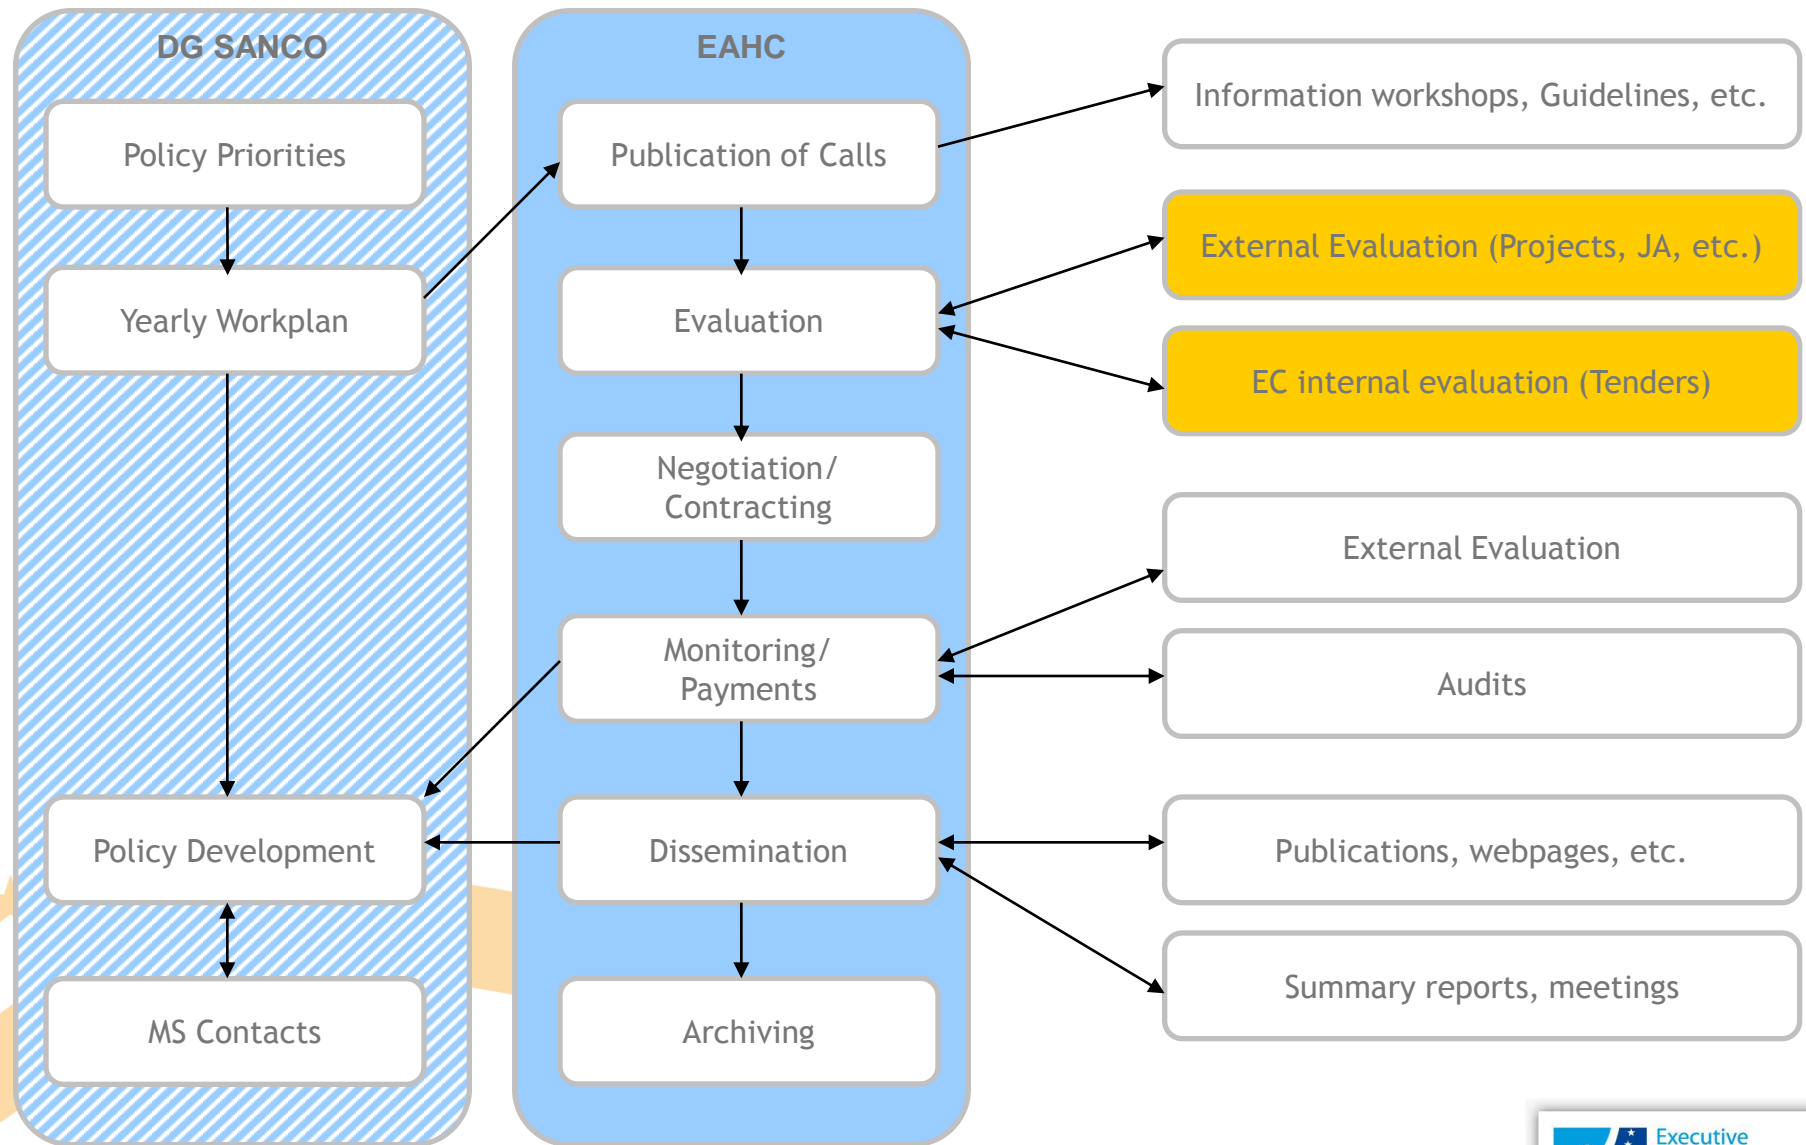 DG SANCO
Policy Priorities
Yearly Workplan
Policy Development
MS Contacts
EAHC
Publication of Calls
Evaluation
Negotiation/
Contracting
Monitoring/
Payments
Dissemination
Archiving
Information workshops, Guidelines, etc.
External Evaluation (Projects, JA, etc.)
EC internal evaluation (Tenders)
External Evaluation
Audits
Publications, webpages, etc.
Summary reports, meetings
Executive